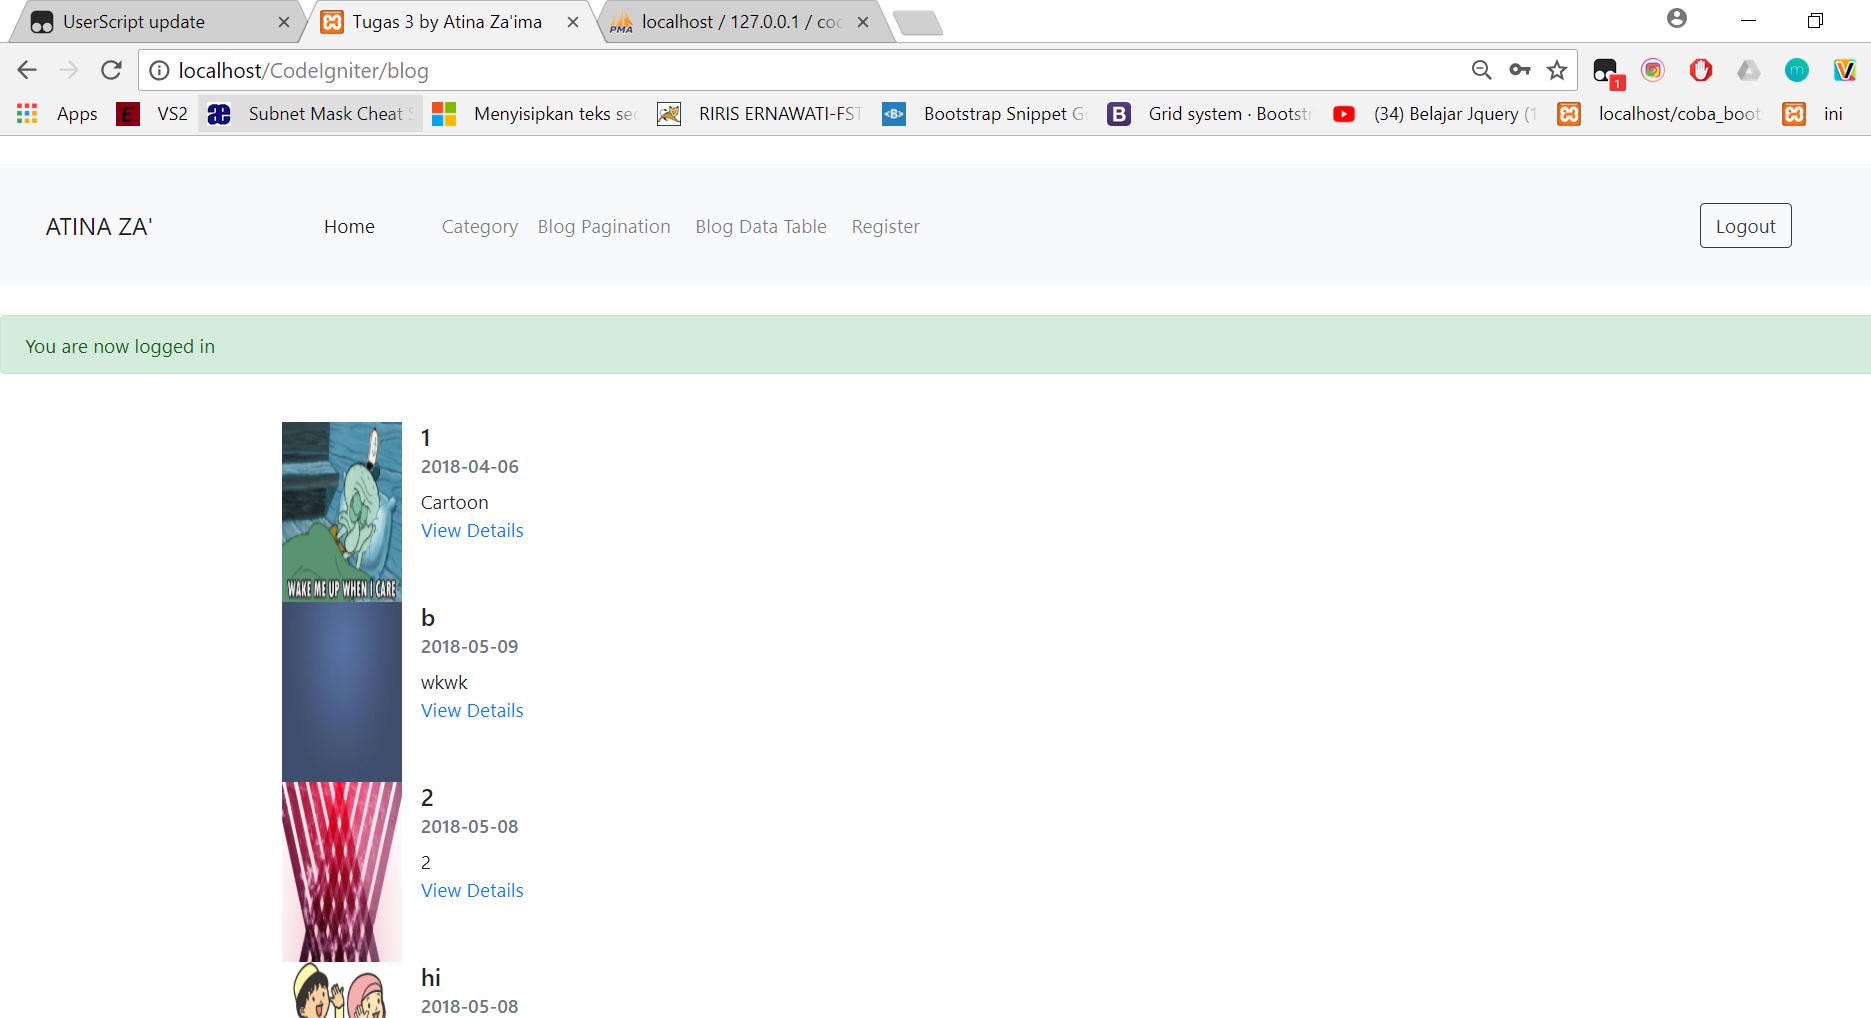 UserScript update
Tugas 3 by Atina Za'ima
localhost / 127.0.0.1 / coc
localhost/CodeIgniter/blog
1
Apps VS2 Subnet Mask Cheat S Menyisipkan teks sec RIRIS ERNAWATI-FST Bootstrap Snippet Ge Grid system · Bootstr (34) Belajar Jquery (1 localhost/coba_boot ini
ATINA ZA' Home Category Blog Pagination Blog Data Table Register Logout
You are now logged in
1
2018-04-06
Cartoon
View Details
WAKE ME UP WHEN I CARE
b
2018-05-09
wkwk
View Details
2
2018-05-08
2
View Details
hi
2018-05-08